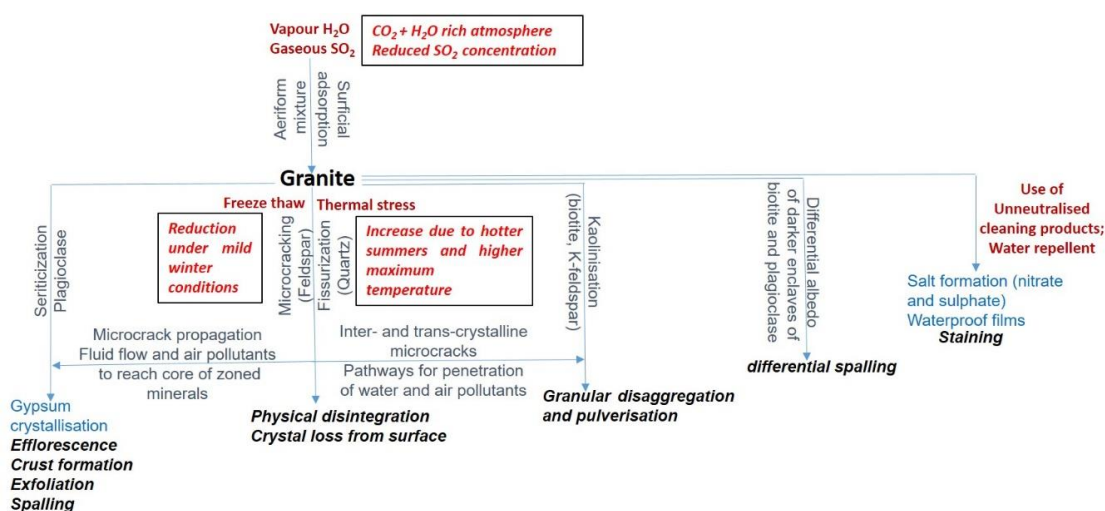 Vapour H₂O
Gaseous SO₂
CO₂ + H₂O rich atmosphere
Reduced SO₂ concentration
Aeriform
mixture
Surficial
adsorption
Granite
Freeze thaw
Thermal stress
Reduction
under mild
winter
conditions
Increase due to hotter
summers and higher
maximum
temperature
Sericitization
Plagioclase
Microcracking
(Feldspar)
Fissurization
(Quartz)
Kaolinisation
(biotite, K-feldspar)
Differential albedo
of darker enclaves of
biotite and plagioclase
Use of
Unneutralised
cleaning products;
Water repellent
Microcrack propagation
Fluid flow and air pollutants
to reach core of zoned
minerals
Inter- and trans-crystalline
microcracks
Pathways for penetration
of water and air pollutants
Salt formation (nitrate
and sulphate)
Waterproof films
Staining
differential spalling
Granular disaggregation
and pulverisation
Physical disintegration
Crystal loss from surface
Gypsum
crystallisation
Efflorescence
Crust formation
Exfoliation
Spalling